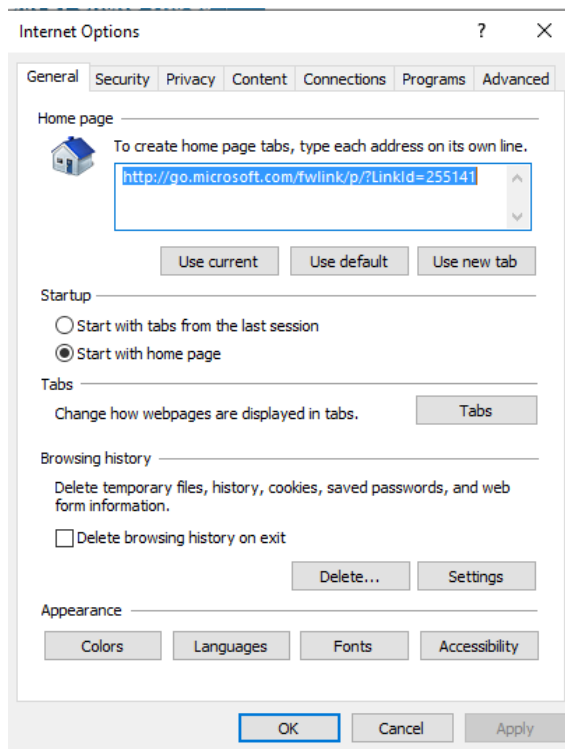 Internet Options ?
General Security Privacy Content Connections Programs Advanced
Home page
To create home page tabs, type each address on its own line.
http://go.microsoft.com/fwlink/p/?LinkId=255141
Use current Use default Use new tab
Startup
Start with tabs from the last session
Start with home page
Tabs
Change how webpages are displayed in tabs. Tabs
Browsing history
Delete temporary files, history, cookies, saved passwords, and web
form information.
Delete browsing history on exit
Delete... Settings
Appearance
Colors Languages Fonts Accessibility
OK Cancel Apply